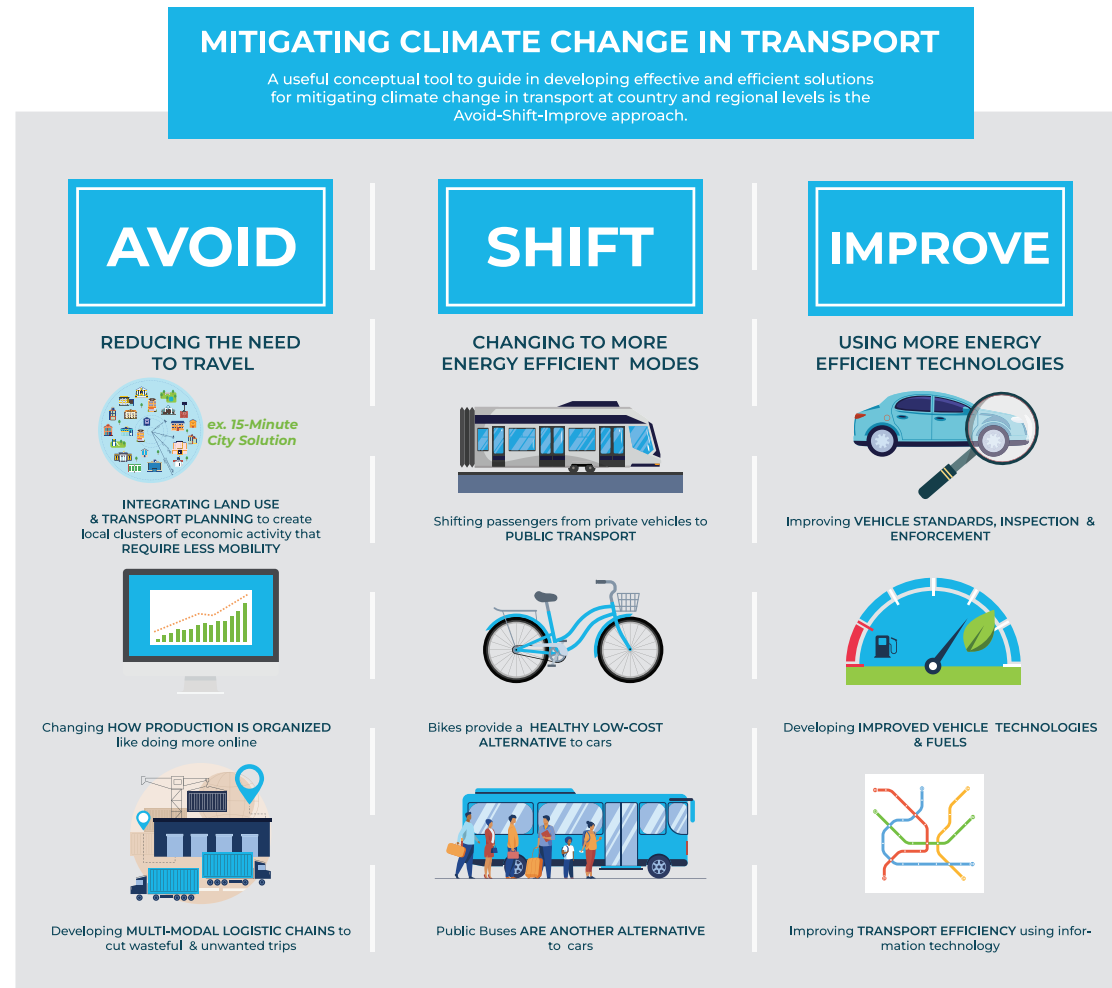 MITIGATING CLIMATE CHANGE IN TRANSPORT
A useful conceptual tool to guide in developing effective and efficient solutions
for mitigating climate change in transport at country and regional levels is the
Avoid-Shift-Improve approach.
AVOID
REDUCING THE NEED
TO TRAVEL
ex. 15-Minute
City Solution
INTEGRATING LAND USE
& TRANSPORT PLANNING to create
local clusters of economic activity that
REQUIRE LESS MOBILITY
Changing HOW PRODUCTION IS ORGANIZED
like doing more online
Developing MULTI-MODAL LOGISTIC CHAINS to
cut wasteful & unwanted trips
SHIFT
CHANGING TO MORE
ENERGY EFFICIENT MODES
Shifting passengers from private vehicles to
PUBLIC TRANSPORT
Bikes provide a HEALTHY LOW-COST
ALTERNATIVE to cars
Public Buses ARE ANOTHER ALTERNATIVE
to cars
IMPROVE
USING MORE ENERGY
EFFICIENT TECHNOLOGIES
Improving VEHICLE STANDARDS, INSPECTION &
ENFORCEMENT
Developing IMPROVED VEHICLE TECHNOLOGIES
& FUELS
Improving TRANSPORT EFFICIENCY using infor-
mation technology